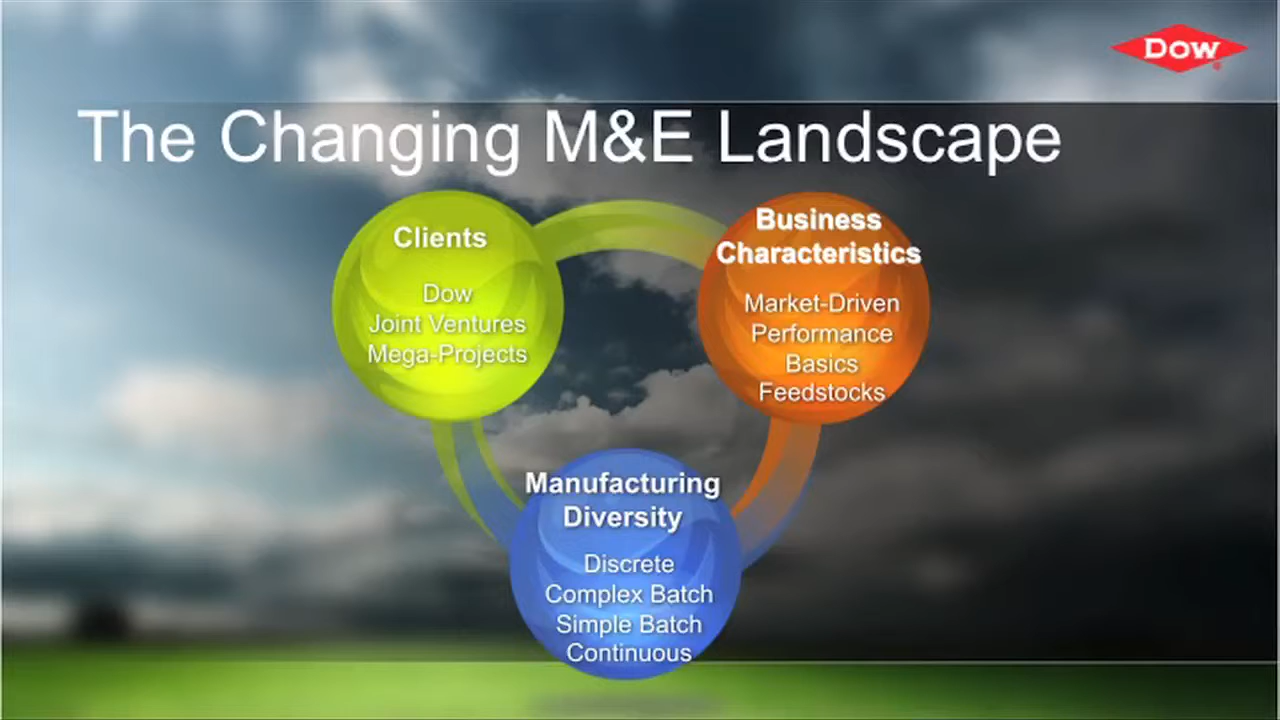 DOW
The Changing M&E Landscape
Clients
Dow
Joint Ventures
Mega-Projects
Business
Characteristics
Market-Driven
Performance
Basics
Feedstocks
Manufacturing
Diversity
Discrete
Complex Batch
Simple Batch
Continuous